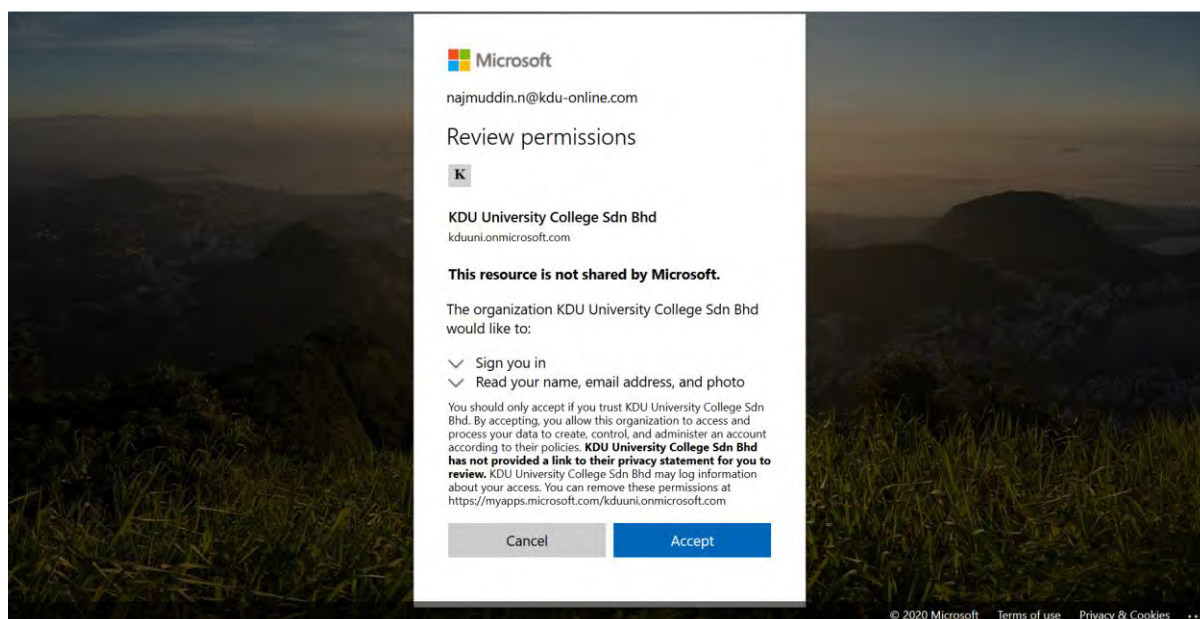 Microsoft
najmuddin.n@kdu-online.com
Review permissions
K
KDU University College Sdn Bhd
kduuni.onmicrosoft.com
This resource is not shared by Microsoft.
The organization KDU University College Sdn Bhd
would like to:
Sign you in
Read your name, email address, and photo
You should only accept if you trust KDU University College Sdn
Bhd. By accepting, you allow this organization to access and
process your data to create, control, and administer an account
according to their policies. KDU University College Sdn Bhd
has not provided a link to their privacy statement for you to
review. KDU University College Sdn Bhd may log information
about your access. You can remove these permissions at
https://myapps.microsoft.com/kduuni.onmicrosoft.com
Cancel Accept
© 2020 Microsoft Terms of use Privacy & Cookies